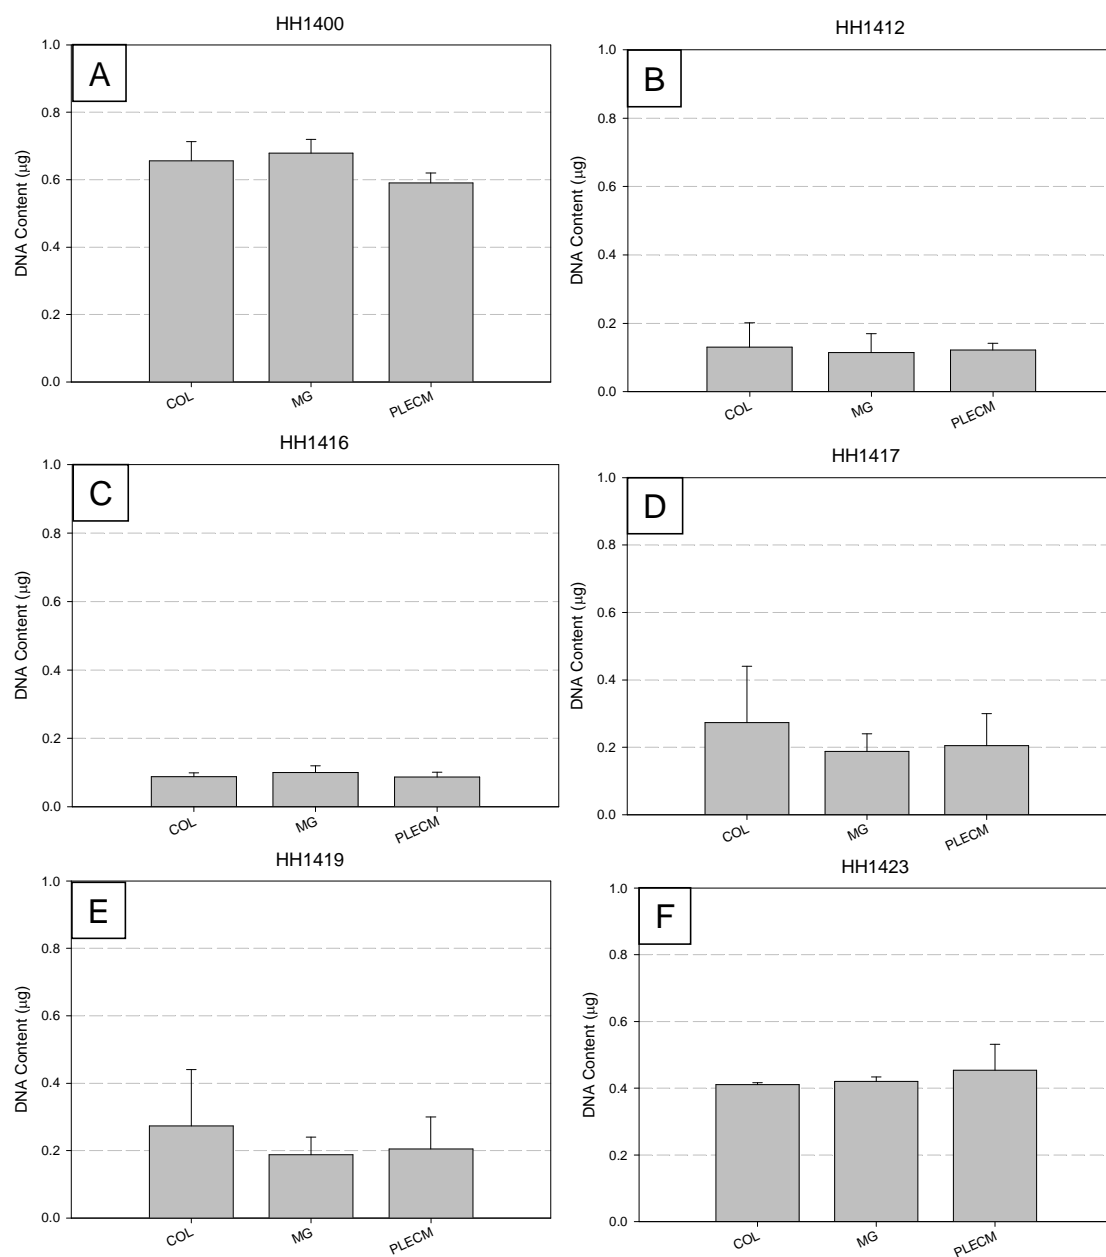 HH1400
A
DNA Content (μg)
1.0
0.8
0.6
0.4
0.2
0.0
COL
MG
PLECM
HH1412
B
DNA Content (μg)
1.0
0.8
0.6
0.4
0.2
0.0
COL
MG
PLECM
HH1416
C
DNA Content (μg)
1.0
0.8
0.6
0.4
0.2
0.0
COL
MG
PLECM
HH1417
D
DNA Content (μg)
1.0
0.8
0.6
0.4
0.2
0.0
COL
MG
PLECM
HH1419
E
DNA Content (μg)
1.0
0.8
0.6
0.4
0.2
0.0
COL
MG
PLECM
HH1423
F
DNA Content (μg)
1.0
0.8
0.6
0.4
0.2
0.0
COL
MG
PLECM